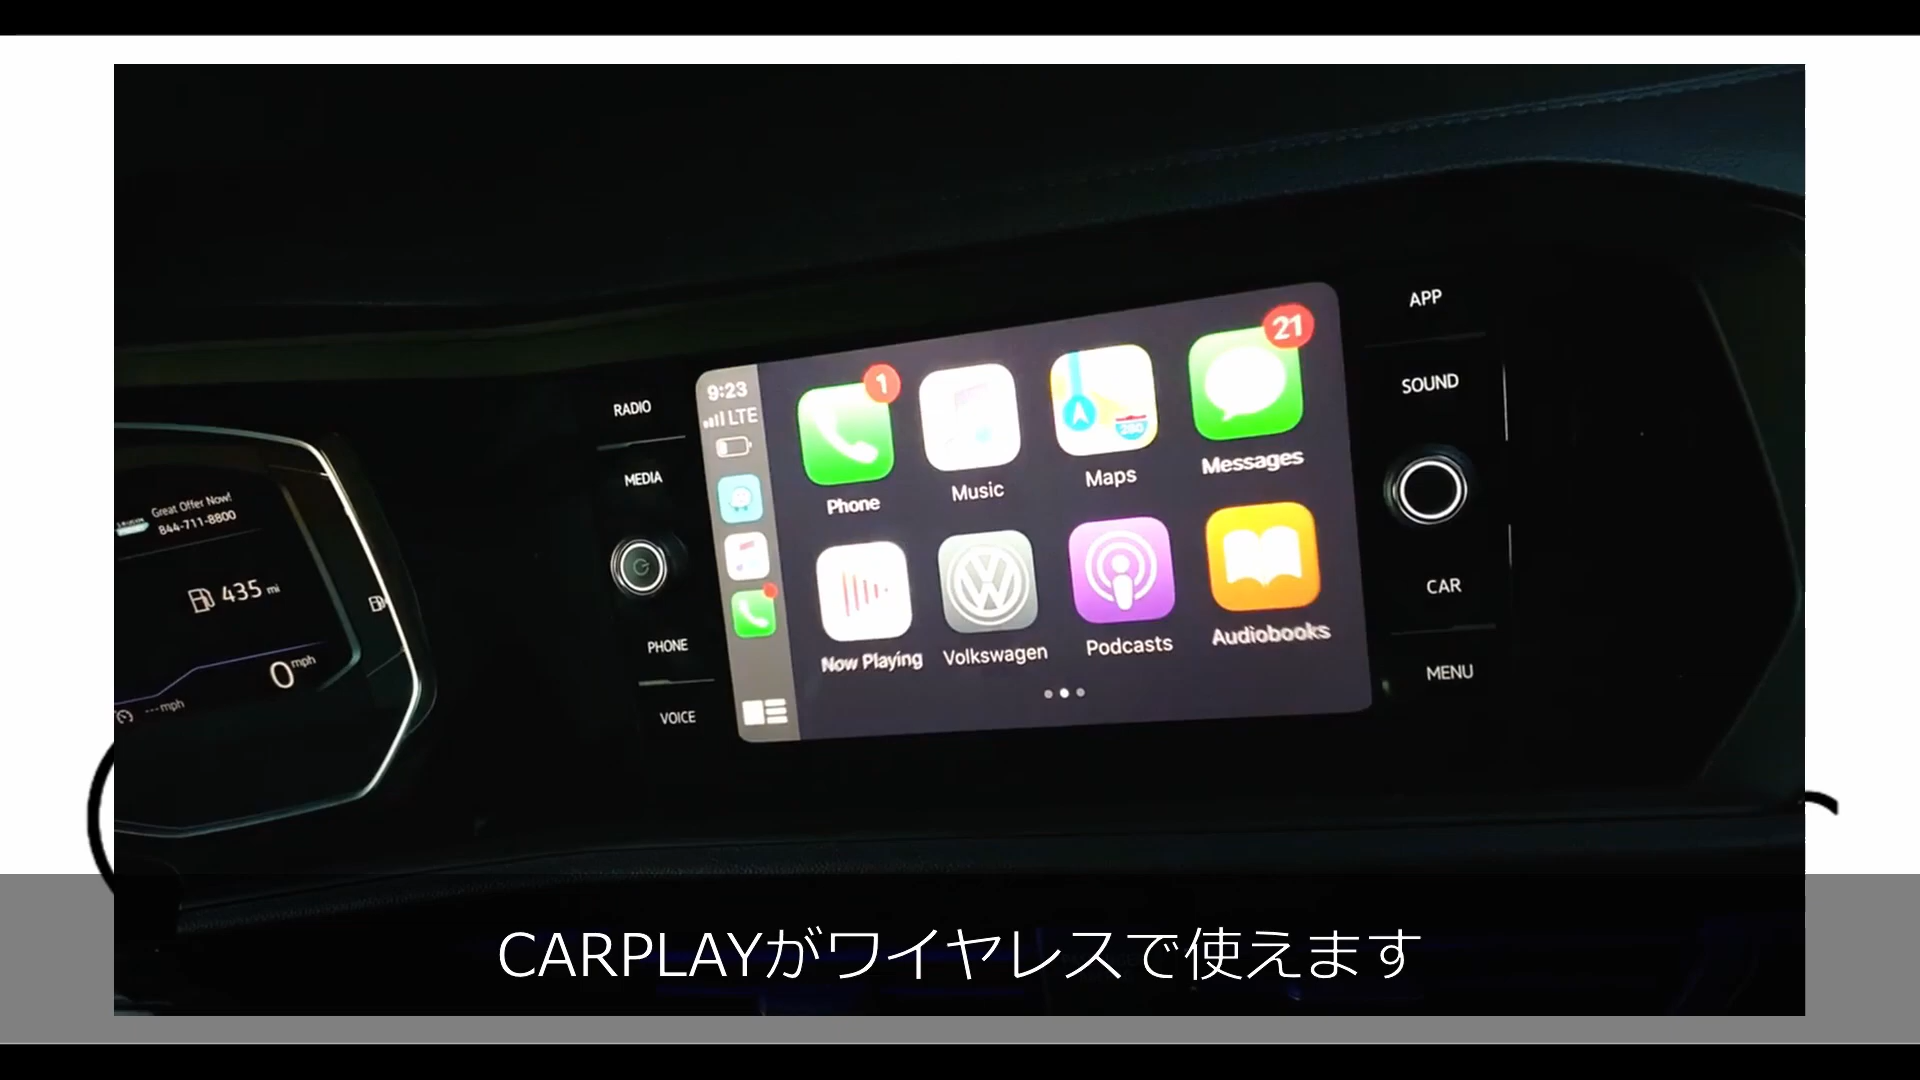 Great Offer Now!
844-711-8800
435 mi
0 mph
---mph
RADIO
MEDIA
PHONE
VOICE
9:23
LTE
1
21
280
Phone
Music
Maps
Messages
Now Playing
Volkswagen
Podcasts
Audiobooks
APP
SOUND
CAR
MENU
CARPLAYがワイヤレスで使えます